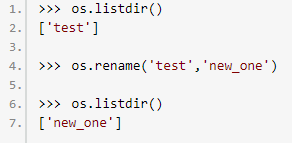 1. >>> os.listdir()
2. ['test']
3.
4. >>> os.rename('test','new_one')
5.
6. >>> os.listdir()
7. ['new_one']